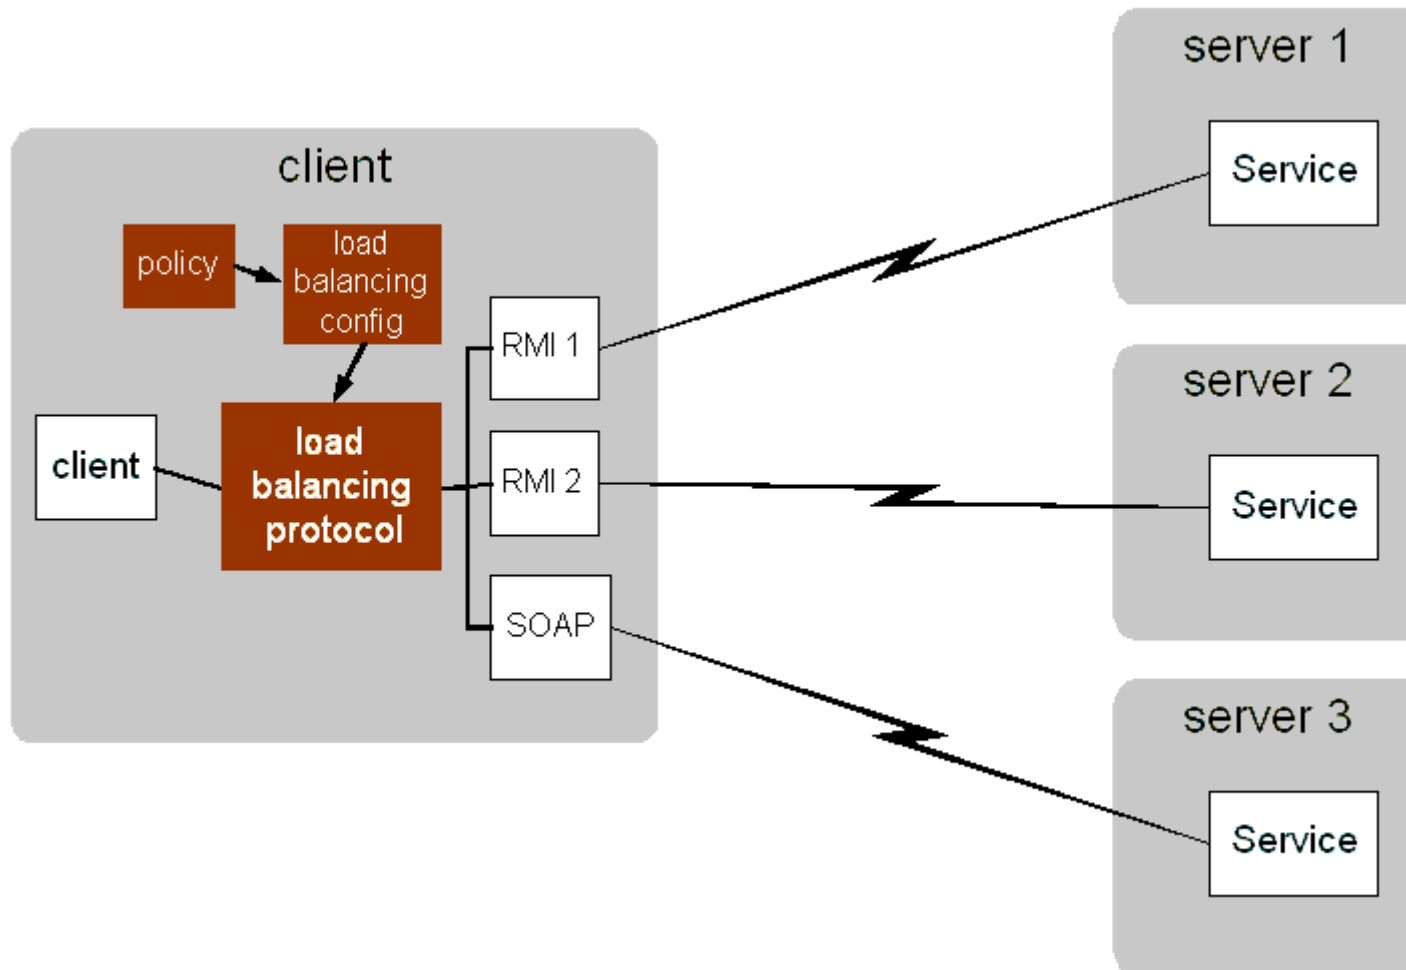 server 1
Service
client
policy
load
balancing
config
RMI 1
server 2
client
load
balancing
protocol
RMI 2
Service
SOAP
server 3
Service